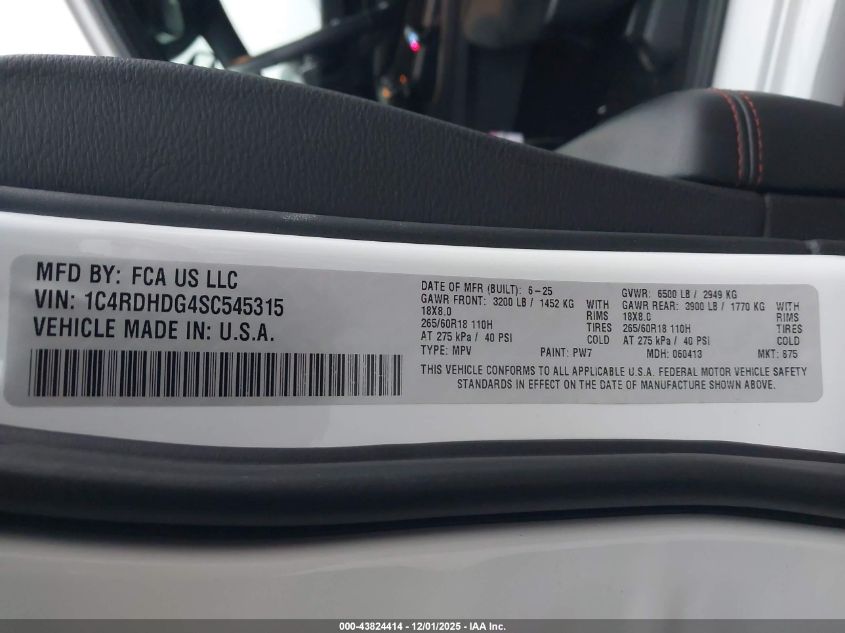 MFD BY: FCA US LLC
VIN: 1C4RDHDG4SC545315
VEHICLE MADE IN: U.S.A.
DATE OF MFR (BUILT): 6-25
GAWR FRONT: 3200 LB / 1452 KG WITH
18X8.0 RIMS
265/60R18 110H TIRES
AT 275 kPa / 40 PSI COLD
TYPE: MPV PAINT: PW7
GVWR: 6500 LB / 2949 KG
GAWR REAR: 3900 LB / 1770 KG WITH
18X8.0 RIMS
265/60R18 110H TIRES
AT 275 kPa / 40 PSI COLD
MDH: 060413 MKT: 875
THIS VEHICLE CONFORMS TO ALL APPLICABLE U.S.A. FEDERAL MOTOR VEHICLE SAFETY
STANDARDS IN EFFECT ON THE DATE OF MANUFACTURE SHOWN ABOVE.
000-43824414 - 12/01/2025 - IAA Inc.